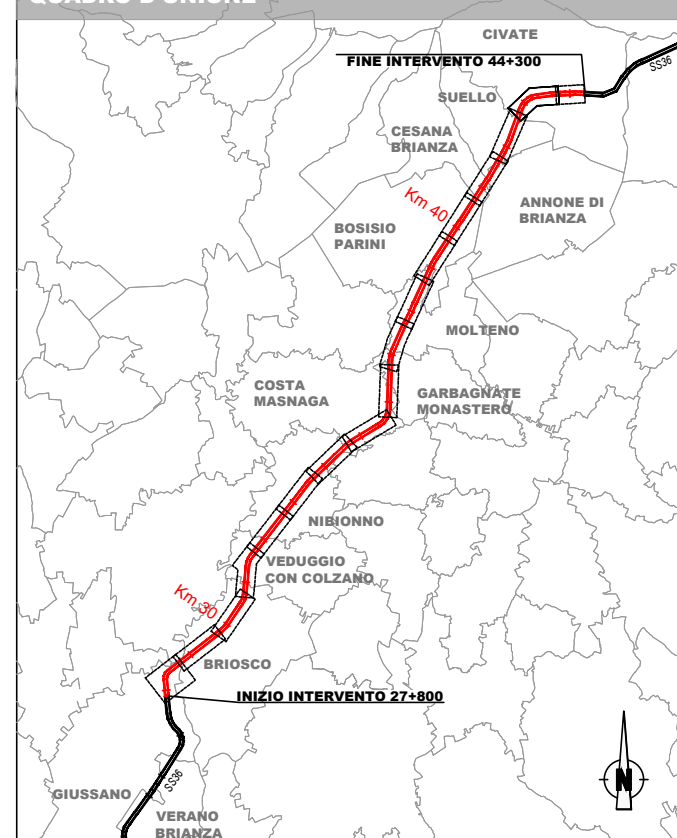 QUADRO D'UNIONE
CIVATE
FINE INTERVENTO 44+300
SS36
SUELLO
CESANA
BRIANZA
Km 40
ANNONE DI
BRIANZA
BOSISIO
PARINI
MOLTENO
COSTA
MASNAGA
GARBAGNATE
MONASTERO
NIBIONNO
VEDUGGIO
CON COLZANO
Km 30
BRIOSCO
INIZIO INTERVENTO 27+800
SS36
GIUSSANO
VERANO
BRIANZA
N